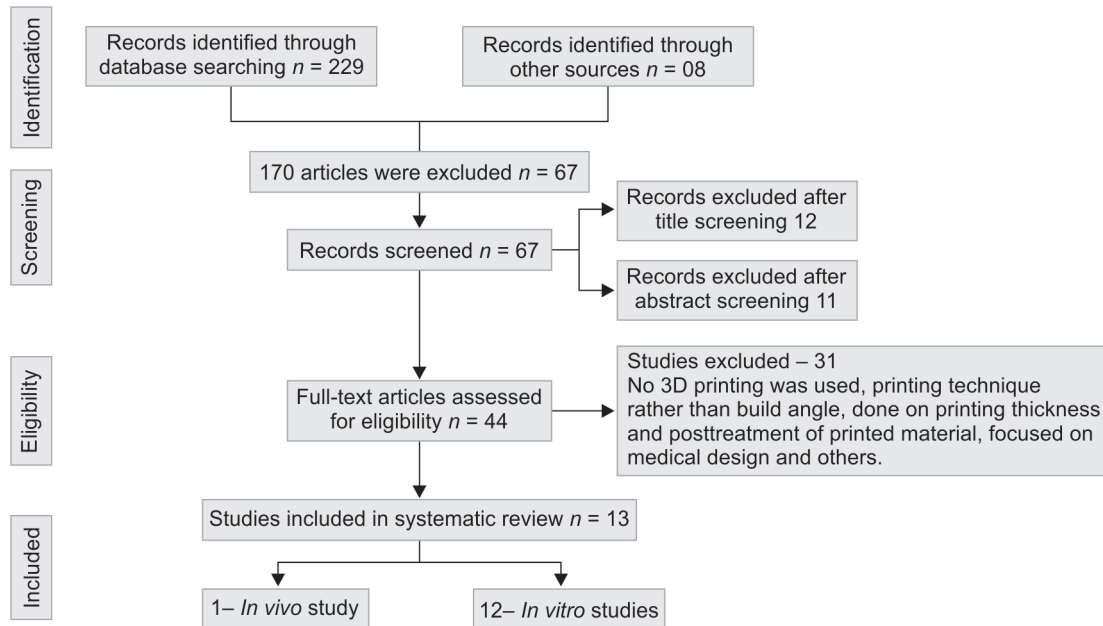 Identification
Records identified through
database searching n = 229
Records identified through
other sources n = 08
170 articles were excluded n = 67
Screening
Records screened n = 67
Records excluded after
title screening 12
Records excluded after
abstract screening 11
Eligibility
Full-text articles assessed
for eligibility n = 44
Studies excluded – 31
No 3D printing was used, printing technique
rather than build angle, done on printing thickness
and posttreatment of printed material, focused on
medical design and others.
Included
Studies included in systematic review n = 13
1– In vivo study
12– In vitro studies